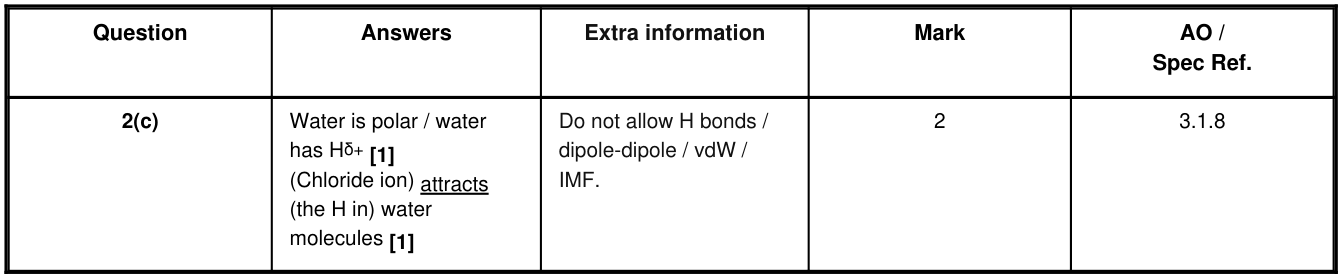 Question Answers Extra information Mark AO /
Spec Ref.
2(c)
Water is polar / water
has Hδ+ [1]
(Chloride ion) attracts
(the H in) water
molecules [1]
Do not allow H bonds /
dipole-dipole / vdW /
IMF.
2
3.1.8